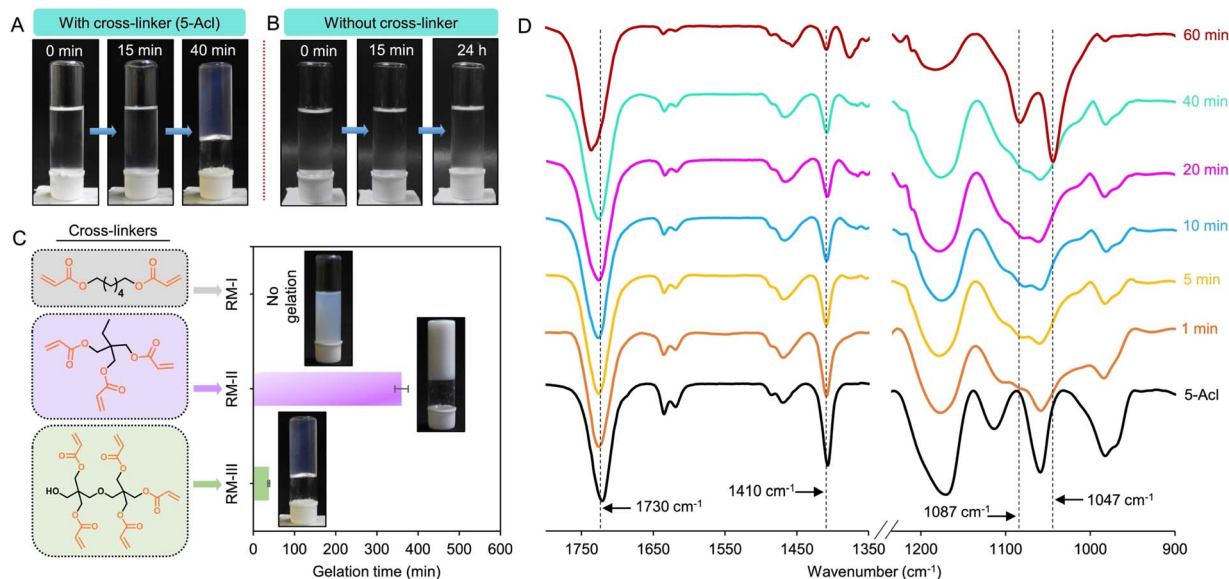 A
With cross-linker (5-Acl)
0 min
15 min
40 min
B
Without cross-linker
0 min
15 min
24 h
C
Cross-linkers
O
O
4
O
O
O
O
O
O
O
O
O
O
O
O
HO
O
O
O
O
O
O
O
RM-I
RM-II
RM-III
No
gelation
0
100
200
300
400
500
600
Gelation time (min)
D
60 min
40 min
20 min
10 min
5 min
1 min
5-Acl
1730 cm⁻¹
1410 cm⁻¹
1087 cm⁻¹
1047 cm⁻¹
1750
1650
1550
1450
1350
1200
1100
1000
900
Wavenumber (cm⁻¹)